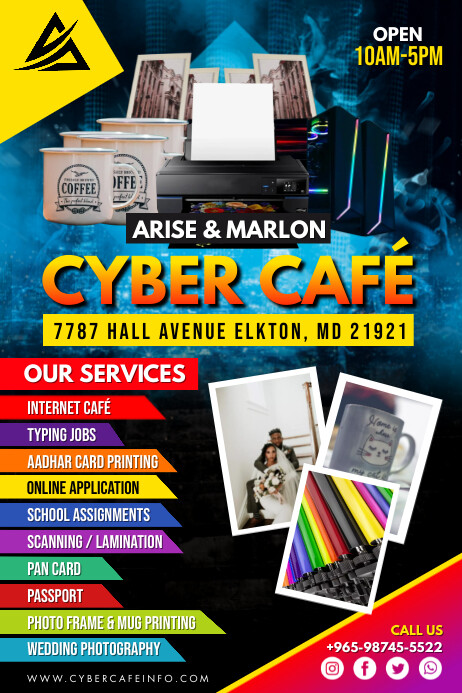 OPEN
10AM-5PM
COFFEE
ARISE & MARLON
CYBER CAFÉ
7787 HALL AVENUE ELKTON, MD 21921
OUR SERVICES
INTERNET CAFÉ
TYPING JOBS
AADHAR CARD PRINTING
ONLINE APPLICATION
SCHOOL ASSIGNMENTS
SCANNING / LAMINATION
PAN CARD
PASSPORT
PHOTO FRAME & MUG PRINTING
WEDDING PHOTOGRAPHY
CALL US
+965-98745-5522
WWW.CYBERCAFEINFO.COM